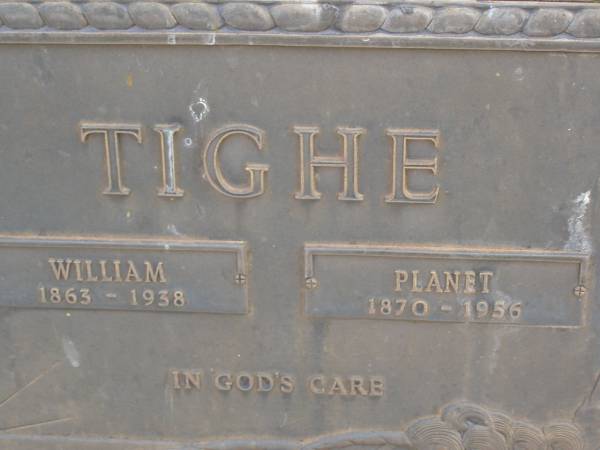 TIGHE
WILLIAM
1863 - 1938
PLANET
1870 - 1956
IN GOD'S CARE